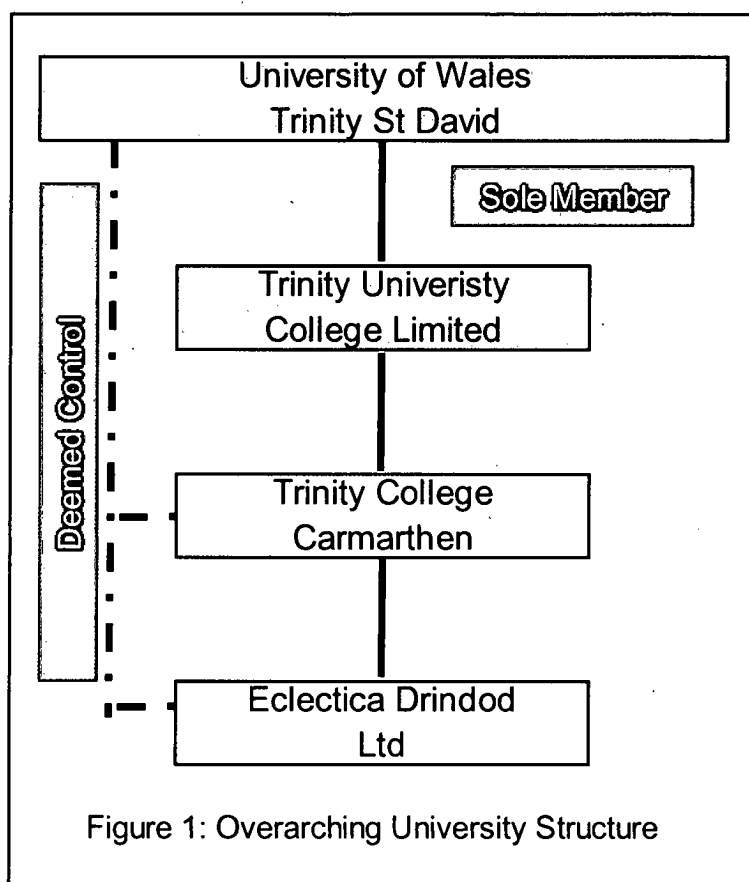 University of Wales
Trinity St David
Sole Member
Deemed Control
Trinity Univeristy
College Limited
Trinity College
Carmarthen
Eclectica Drindod
Ltd
Figure 1: Overarching University Structure